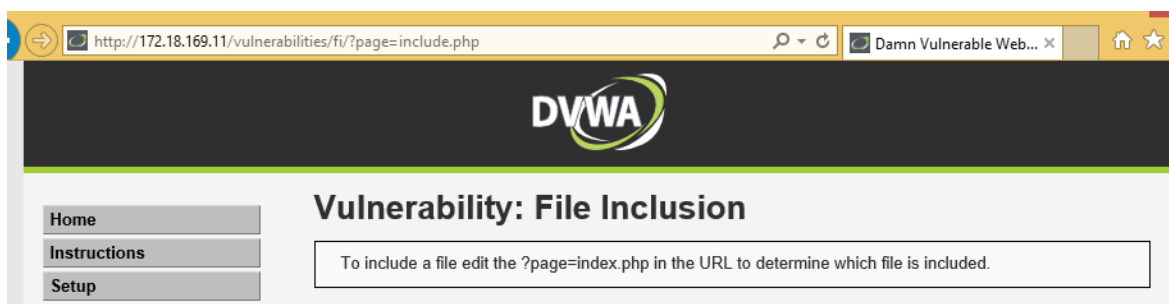 http://172.18.169.11/vulnerabilities/fi/?page=include.php
Damn Vulnerable Web...
DVWA
Vulnerability: File Inclusion
Home
Instructions
Setup
To include a file edit the ?page=index.php in the URL to determine which file is included.